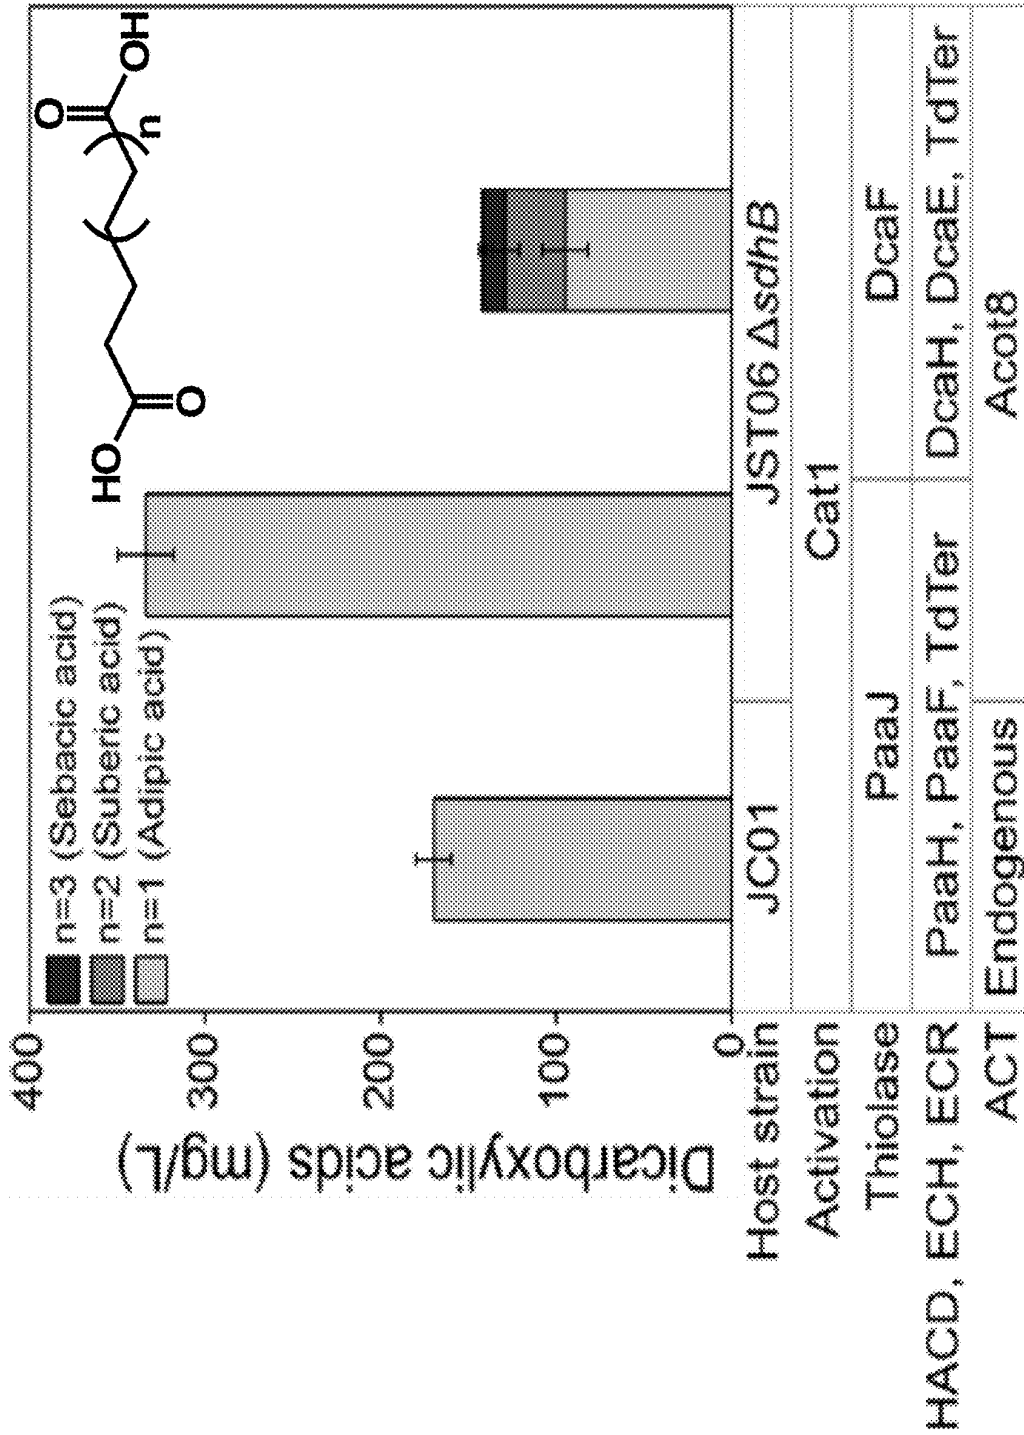 Dicarboxylic acids (mg/L)
400
300
200
100
0
n=3 (Sebacic acid)
n=2 (Suberic acid)
n=1 (Adipic acid)
HO
O
O
OH
n
Host strain JC01 JST06 ΔsdhB
Activation Cat1
Thiolase PaaJ DcaF
HACD, ECH, ECR PaaH, PaaF, TdTer DcaH, DcaE, TdTer
ACT Endogenous Acot8